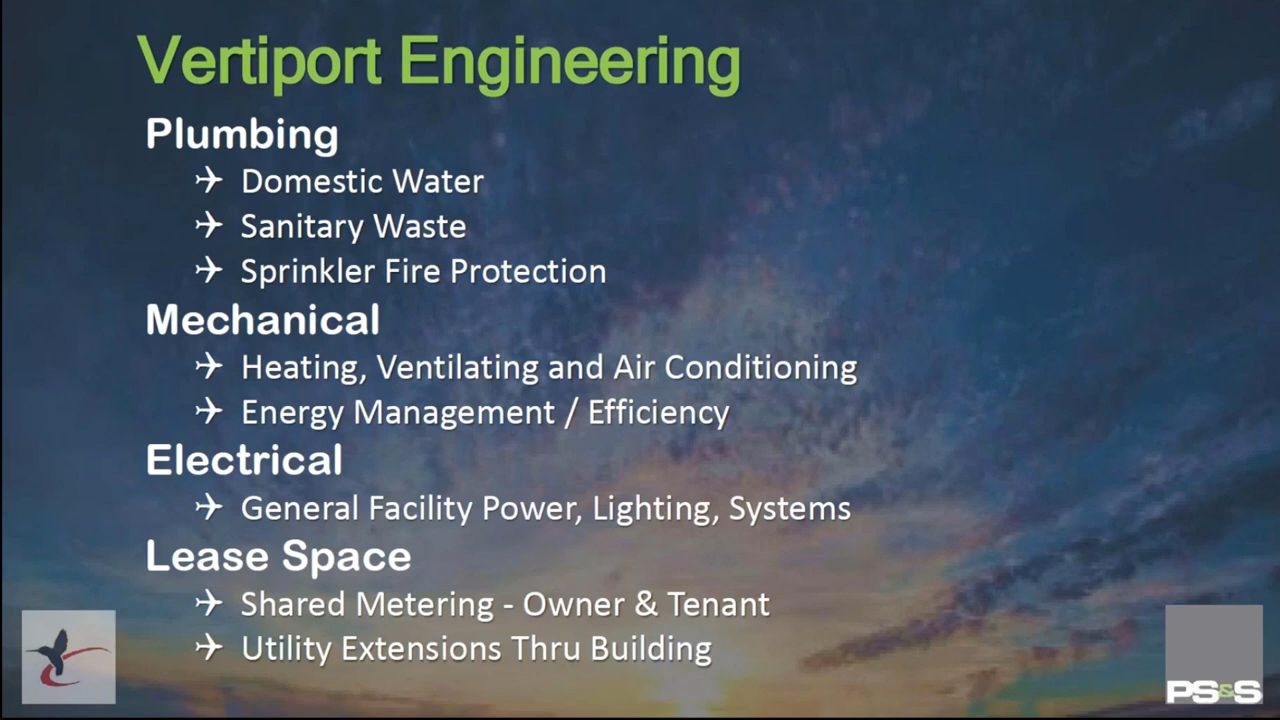 Vertiport Engineering
Plumbing
✈ Domestic Water
✈ Sanitary Waste
✈ Sprinkler Fire Protection
Mechanical
✈ Heating, Ventilating and Air Conditioning
✈ Energy Management / Efficiency
Electrical
✈ General Facility Power, Lighting, Systems
Lease Space
✈ Shared Metering - Owner & Tenant
✈ Utility Extensions Thru Building
PS&S